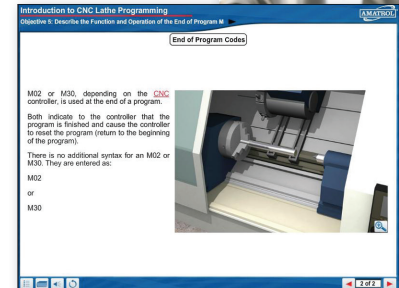 Introduction to CNC Lathe Programming
AMATROL
Objective 5: Describe the Function and Operation of the End of Program M
End of Program Codes
M02 or M30, depending on the CNC
controller, is used at the end of a program.
Both indicate to the controller that the
program is finished and cause the controller
to reset the program (return to the beginning
of the program).
There is no additional syntax for an M02 or
M30. They are entered as:
M02
or
M30
2 of 2